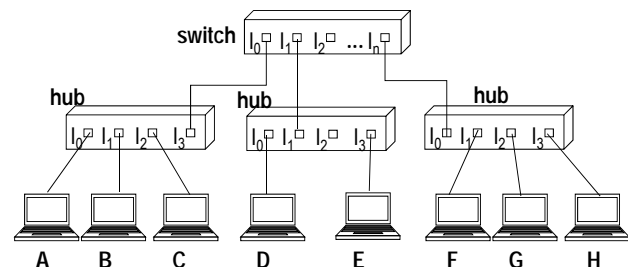 switch
I0 I1 I2 ... In
hub
hub
hub
I0 I1 I2 I3
I0 I1 I2 I3
I0 I1 I2 I3
A B C D E F G H